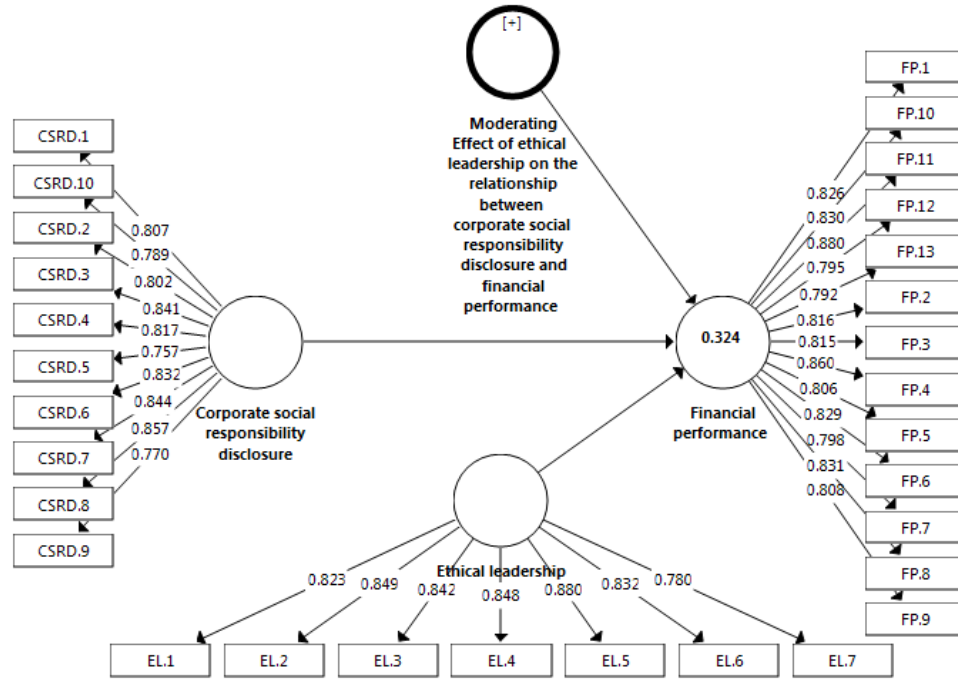 [+]
Moderating
Effect of ethical
leadership on the
relationship
between
corporate social
responsibility
disclosure and
financial
performance
CSRD.1
CSRD.10
CSRD.2
CSRD.3
CSRD.4
CSRD.5
CSRD.6
CSRD.7
CSRD.8
CSRD.9
0.807
0.789
0.802
0.841
0.817
0.757
0.832
0.844
0.857
0.770
Corporate social
responsibility
disclosure
0.324
Financial
performance
0.826
0.830
0.880
0.795
0.792
0.816
0.815
0.860
0.806
0.829
0.798
0.831
0.808
FP.1
FP.10
FP.11
FP.12
FP.13
FP.2
FP.3
FP.4
FP.5
FP.6
FP.7
FP.8
FP.9
Ethical leadership
0.823
0.849
0.842
0.848
0.880
0.832
0.780
EL.1
EL.2
EL.3
EL.4
EL.5
EL.6
EL.7